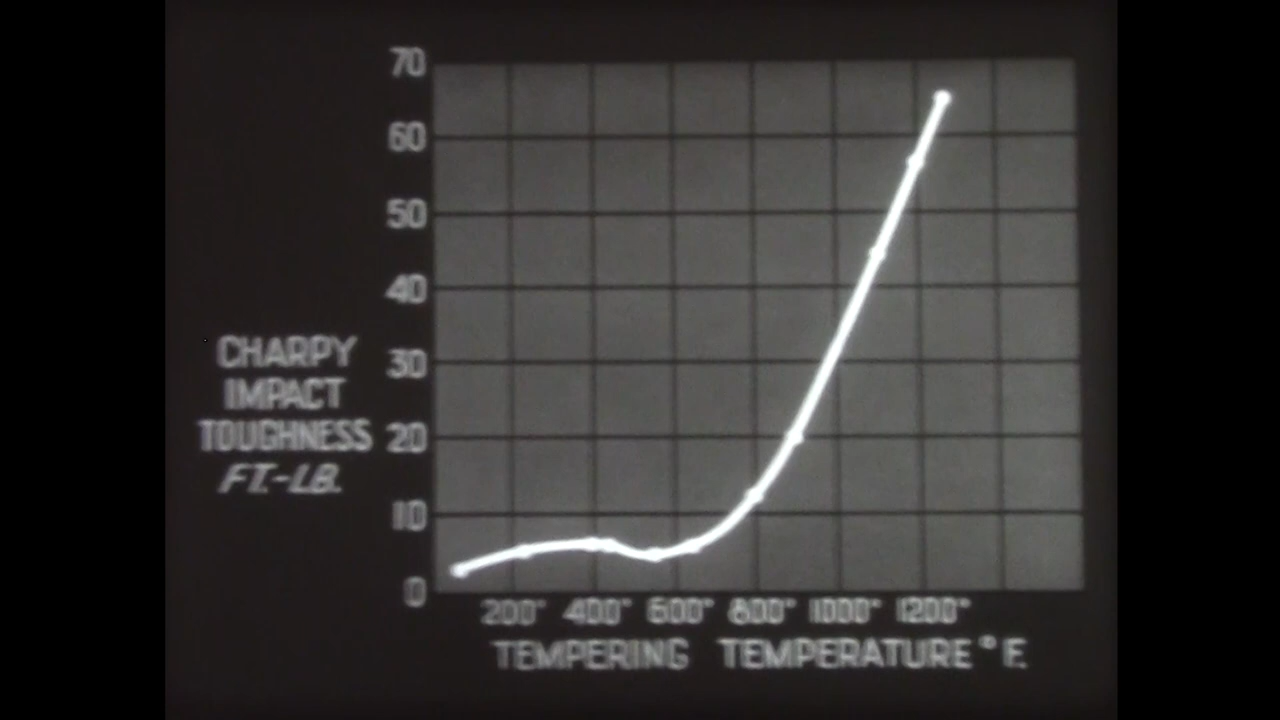 70
60
50
40
30
20
10
0
CHARPY
IMPACT
TOUGHNESS
FT.-LB.
200° 400° 600° 800° 1000° 1200°
TEMPERING TEMPERATURE °F.